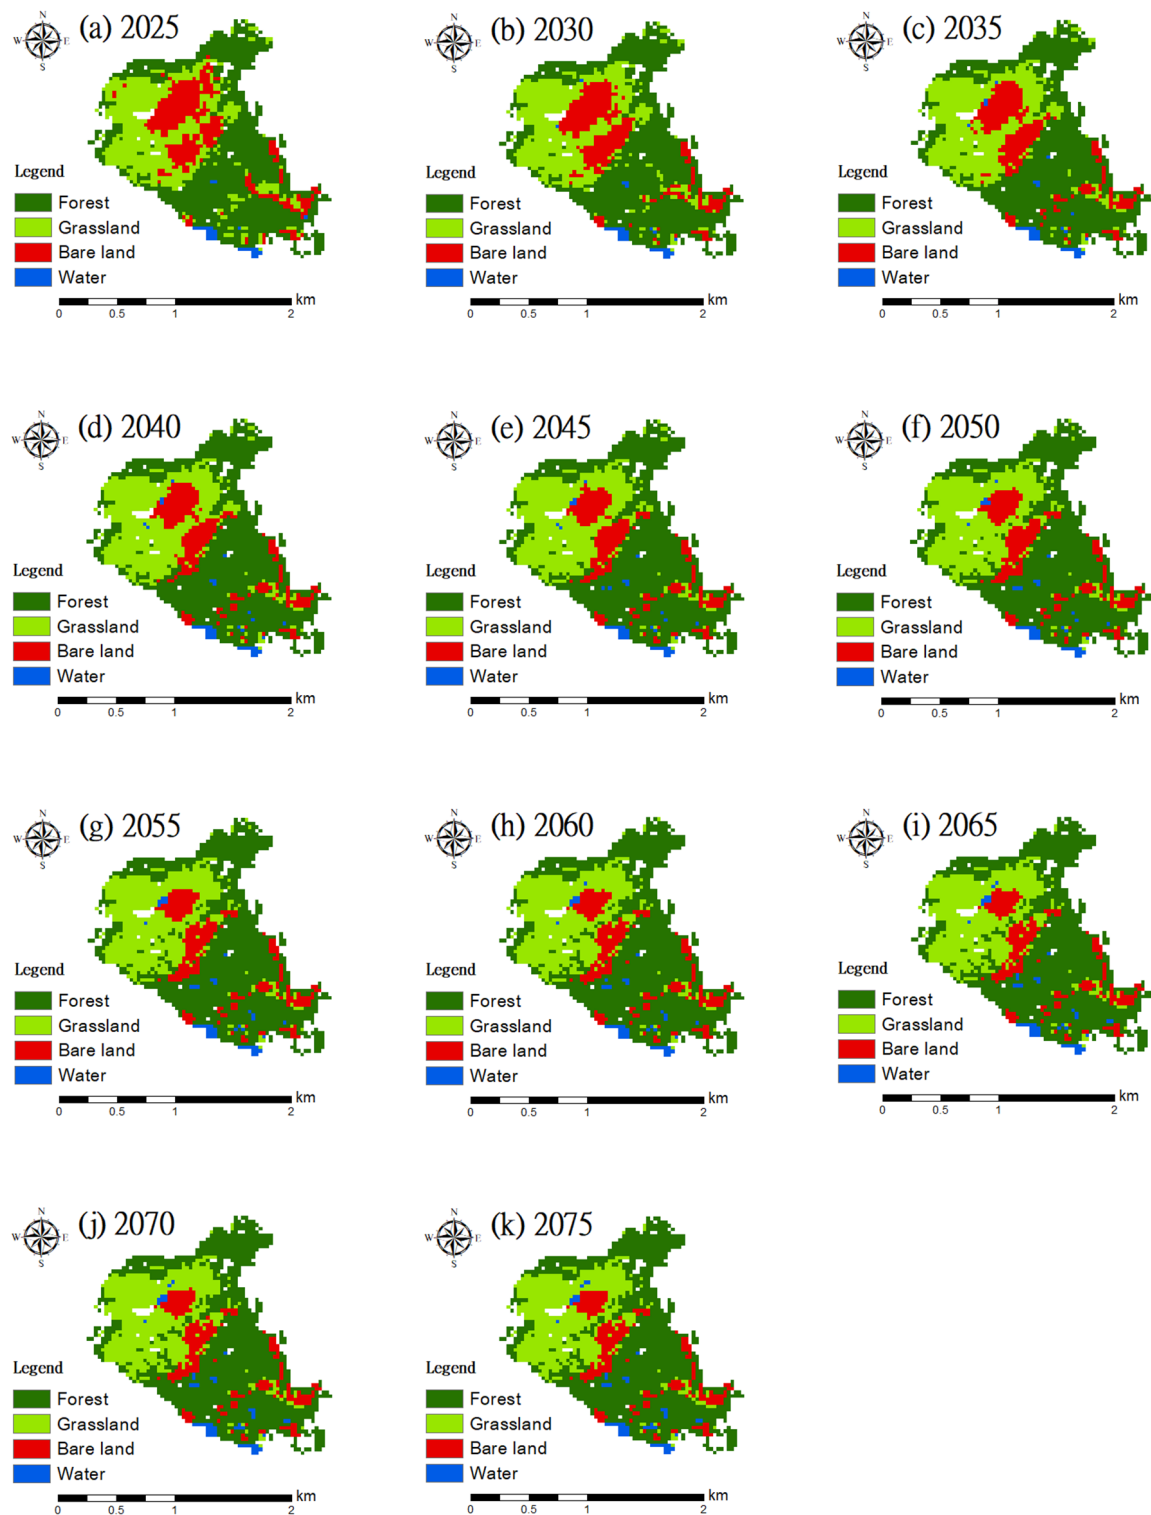 (a) 2025
N
W E
S
Legend
Forest
Grassland
Bare land
Water
km
0 0.5 1 2
(b) 2030
N
W E
S
Legend
Forest
Grassland
Bare land
Water
km
0 0.5 1 2
(c) 2035
N
W E
S
Legend
Forest
Grassland
Bare land
Water
km
0 0.5 1 2
(d) 2040
N
W E
S
Legend
Forest
Grassland
Bare land
Water
km
0 0.5 1 2
(e) 2045
N
W E
S
Legend
Forest
Grassland
Bare land
Water
km
0 0.5 1 2
(f) 2050
N
W E
S
Legend
Forest
Grassland
Bare land
Water
km
0 0.5 1 2
(g) 2055
N
W E
S
Legend
Forest
Grassland
Bare land
Water
km
0 0.5 1 2
(h) 2060
N
W E
S
Legend
Forest
Grassland
Bare land
Water
km
0 0.5 1 2
(i) 2065
N
W E
S
Legend
Forest
Grassland
Bare land
Water
km
0 0.5 1 2
(j) 2070
N
W E
S
Legend
Forest
Grassland
Bare land
Water
km
0 0.5 1 2
(k) 2075
N
W E
S
Legend
Forest
Grassland
Bare land
Water
km
0 0.5 1 2